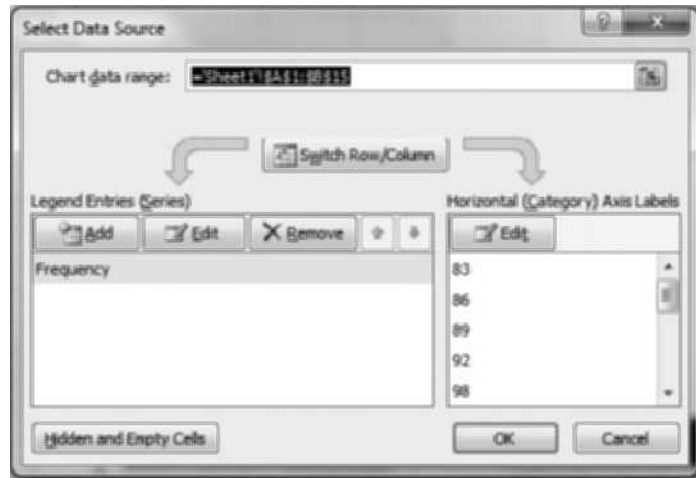 Select Data Source
Chart data range: ='Sheet1'!$A$1:$B$15
Switch Row/Column
Legend Entries (Series)
Add Edit Remove
Frequency
Horizontal (Category) Axis Labels
Edit
83
86
89
92
98
Hidden and Empty Cells
OK Cancel